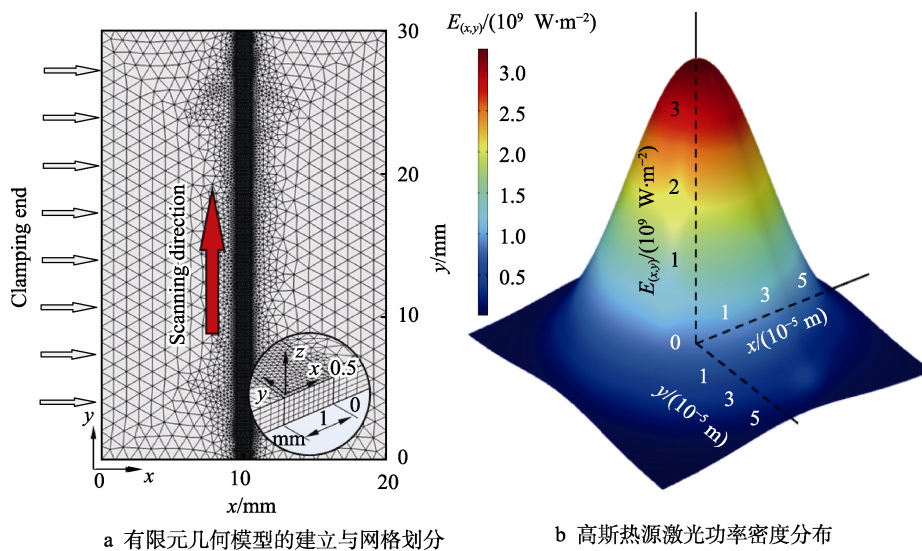 Clamping end
Scanning direction
30
20
10
0
y/mm
z
x 0.5
y
0
1
mm
y
x
0
10
20
x/mm
a 有限元几何模型的建立与网格划分
E(x,y)/(10⁹ W·m⁻²)
3.0
2.5
2.0
1.5
1.0
0.5
E(x,y)/(10⁹ W·m⁻²)
3
2
1
0
1 3 5
x/(10⁻⁵ m)
1 3 5
y/(10⁻⁵ m)
b 高斯热源激光功率密度分布